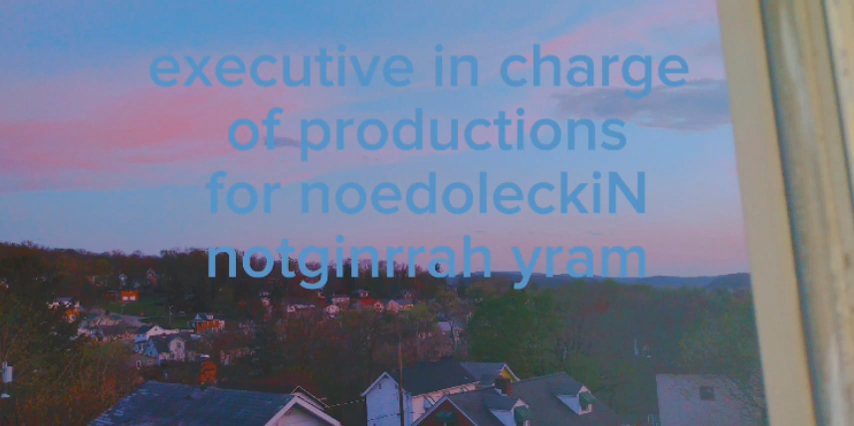 executive in charge
of productions
for noedoleckiN
notginrrah yram